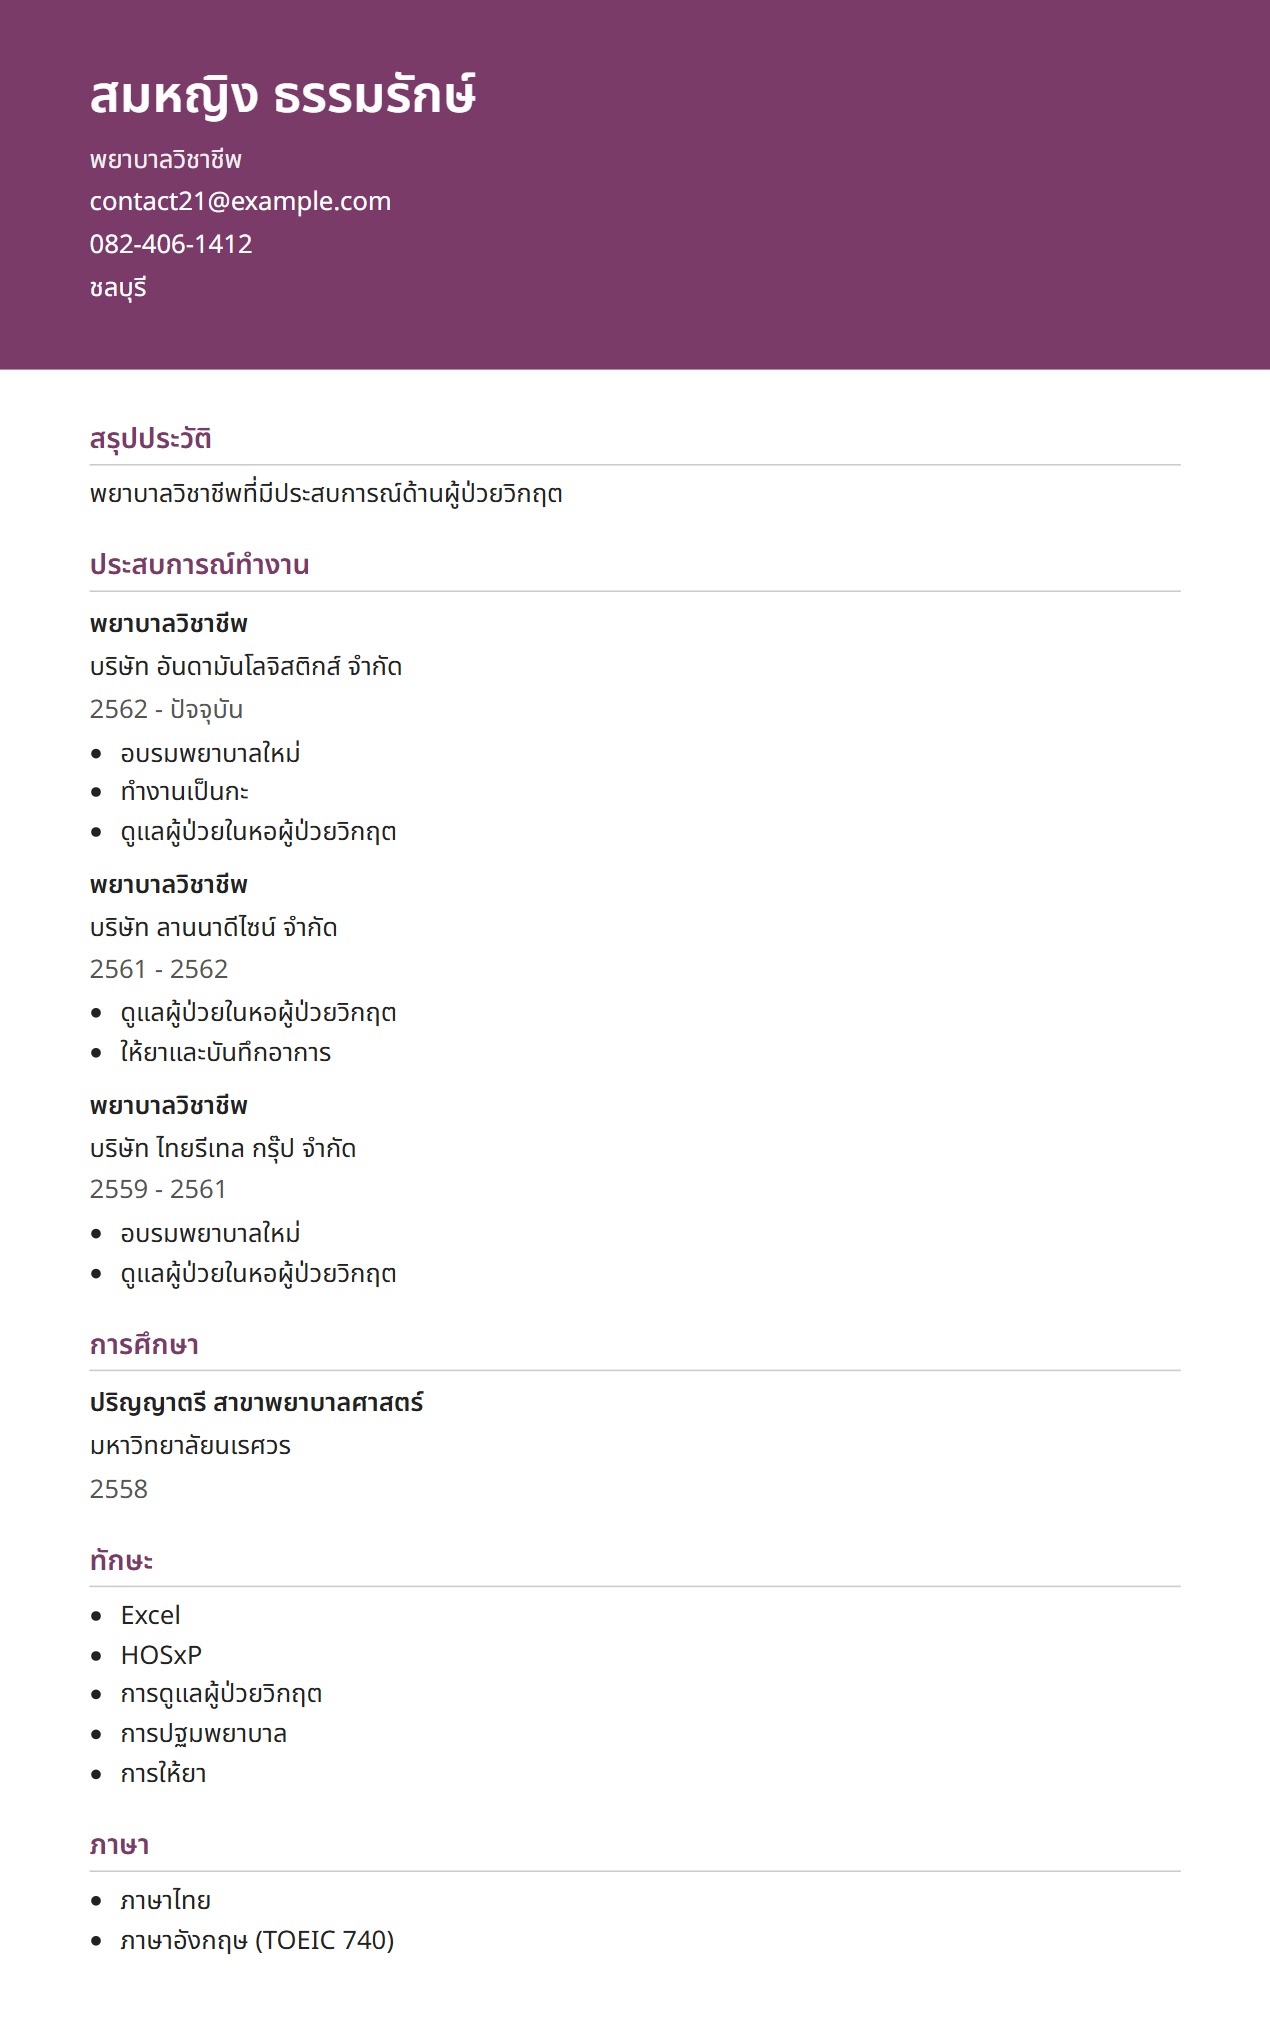 สมหญิง ธรรมรักษ์
พยาบาลวิชาชีพ
contact21@example.com
082-406-1412
ชลบุรี
สรุปประวัติ
พยาบาลวิชาชีพที่มีประสบการณ์ด้านผู้ป่วยวิกฤต
ประสบการณ์ทำงาน
พยาบาลวิชาชีพ
บริษัท อันดามันโลจิสติกส์ จำกัด
2562 - ปัจจุบัน
• อบรมพยาบาลใหม่
• ทำงานเป็นกะ
• ดูแลผู้ป่วยในหอผู้ป่วยวิกฤต
พยาบาลวิชาชีพ
บริษัท ลานนาดีไซน์ จำกัด
2561 - 2562
• ดูแลผู้ป่วยในหอผู้ป่วยวิกฤต
• ให้ยาและบันทึกอาการ
พยาบาลวิชาชีพ
บริษัท ไทยรีเทล กรุ๊ป จำกัด
2559 - 2561
• อบรมพยาบาลใหม่
• ดูแลผู้ป่วยในหอผู้ป่วยวิกฤต
การศึกษา
ปริญญาตรี สาขาพยาบาลศาสตร์
มหาวิทยาลัยนเรศวร
2558
ทักษะ
• Excel
• HOSxP
• การดูแลผู้ป่วยวิกฤต
• การปฐมพยาบาล
• การให้ยา
ภาษา
• ภาษาไทย
• ภาษาอังกฤษ (TOEIC 740)